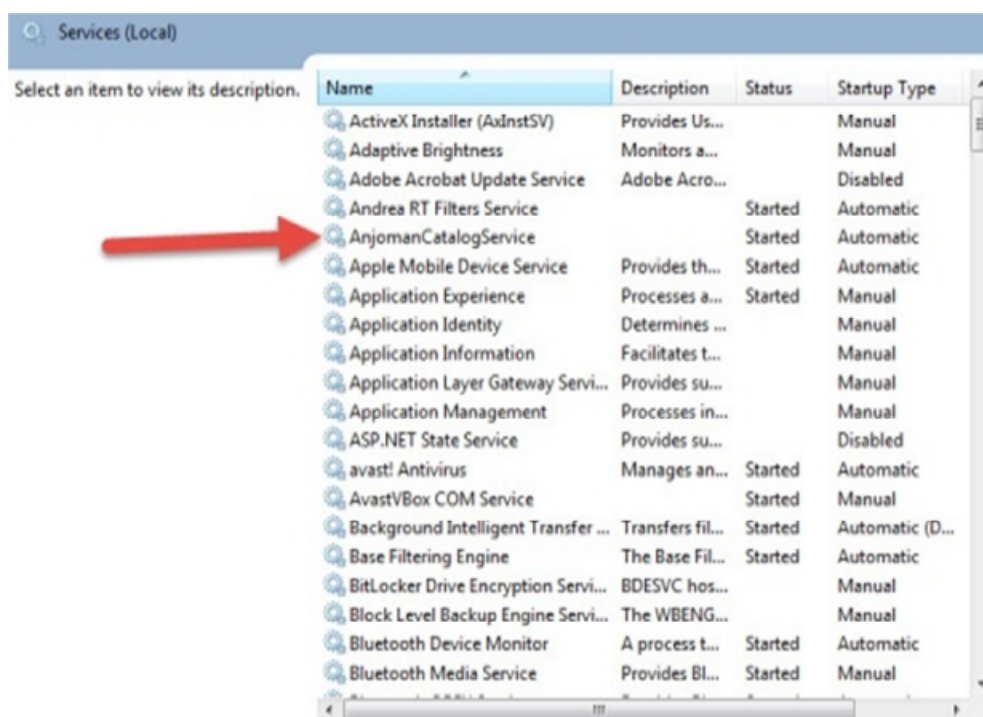 Services (Local)
Select an item to view its description.
Name Description Status Startup Type
ActiveX Installer (AxInstSV) Provides Us... Manual
Adaptive Brightness Monitors a... Manual
Adobe Acrobat Update Service Adobe Acro... Disabled
Andrea RT Filters Service Started Automatic
AnjomanCatalogService Started Automatic
Apple Mobile Device Service Provides th... Started Automatic
Application Experience Processes a... Started Manual
Application Identity Determines ... Manual
Application Information Facilitates t... Manual
Application Layer Gateway Servi... Provides su... Manual
Application Management Processes in... Manual
ASP.NET State Service Provides su... Disabled
avast! Antivirus Manages an... Started Automatic
AvastVBox COM Service Started Manual
Background Intelligent Transfer ... Transfers fil... Started Automatic (D...
Base Filtering Engine The Base Fil... Started Automatic
BitLocker Drive Encryption Servi... BDESVC hos... Manual
Block Level Backup Engine Servi... The WBENG... Manual
Bluetooth Device Monitor A process t... Started Automatic
Bluetooth Media Service Provides Bl... Started Manual